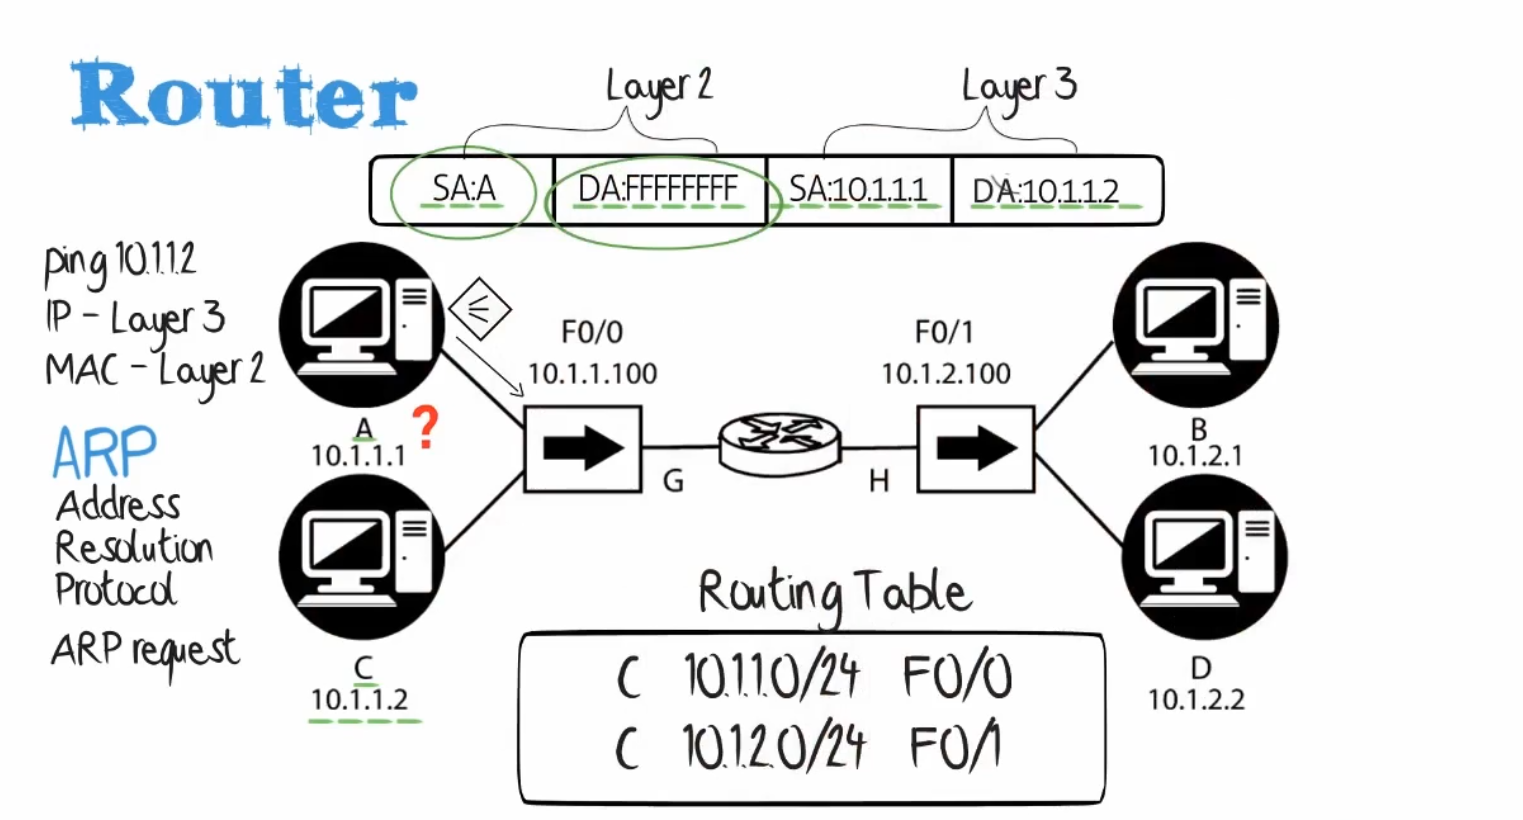 Router
Layer 2
Layer 3
SA:A
DA:FFFFFFFF
SA:10.1.1.1
DA:10.1.1.2
ping 10.1.1.2
IP - Layer 3
MAC - Layer 2
ARP
Address
Resolution
Protocol
ARP request
A ?
10.1.1.1
C
10.1.1.2
F0/0
10.1.1.100
G
F0/1
10.1.2.100
H
B
10.1.2.1
D
10.1.2.2
Routing Table
C 10.1.1.0/24 F0/0
C 10.1.2.0/24 F0/1